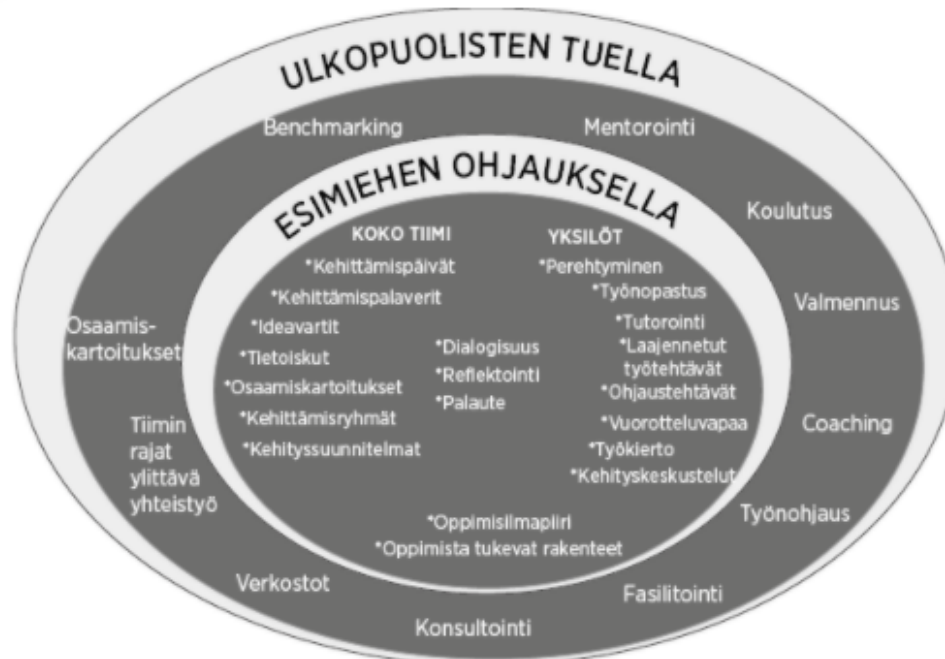 ULKOPUOLISTEN TUELLA
Benchmarking
Mentorointi
Koulutus
Valmennus
Coaching
Työnohjaus
Fasilitointi
Konsultointi
Verkostot
Tiimin
rajat
ylittävä
yhteistyö
Osaamis-
kartoitukset
ESIMIEHEN OHJAUKSELLA
KOKO TIIMI
*Kehittämispäivät
*Kehittämispalaverit
*Ideavartit
*Tietoiskut
*Osaamiskartoitukset
*Kehittämisryhmät
*Kehityssuunnitelmat
*Dialogisuus
*Reflektointi
*Palaute
YKSILÖT
*Perehtyminen
*Työnopastus
*Tutorointi
*Laajennetut
työtehtävät
*Ohjaustehtävät
*Vuorotteluvapaa
*Työkierto
*Kehityskeskustelut
*Oppimisilmapiiri
*Oppimista tukevat rakenteet